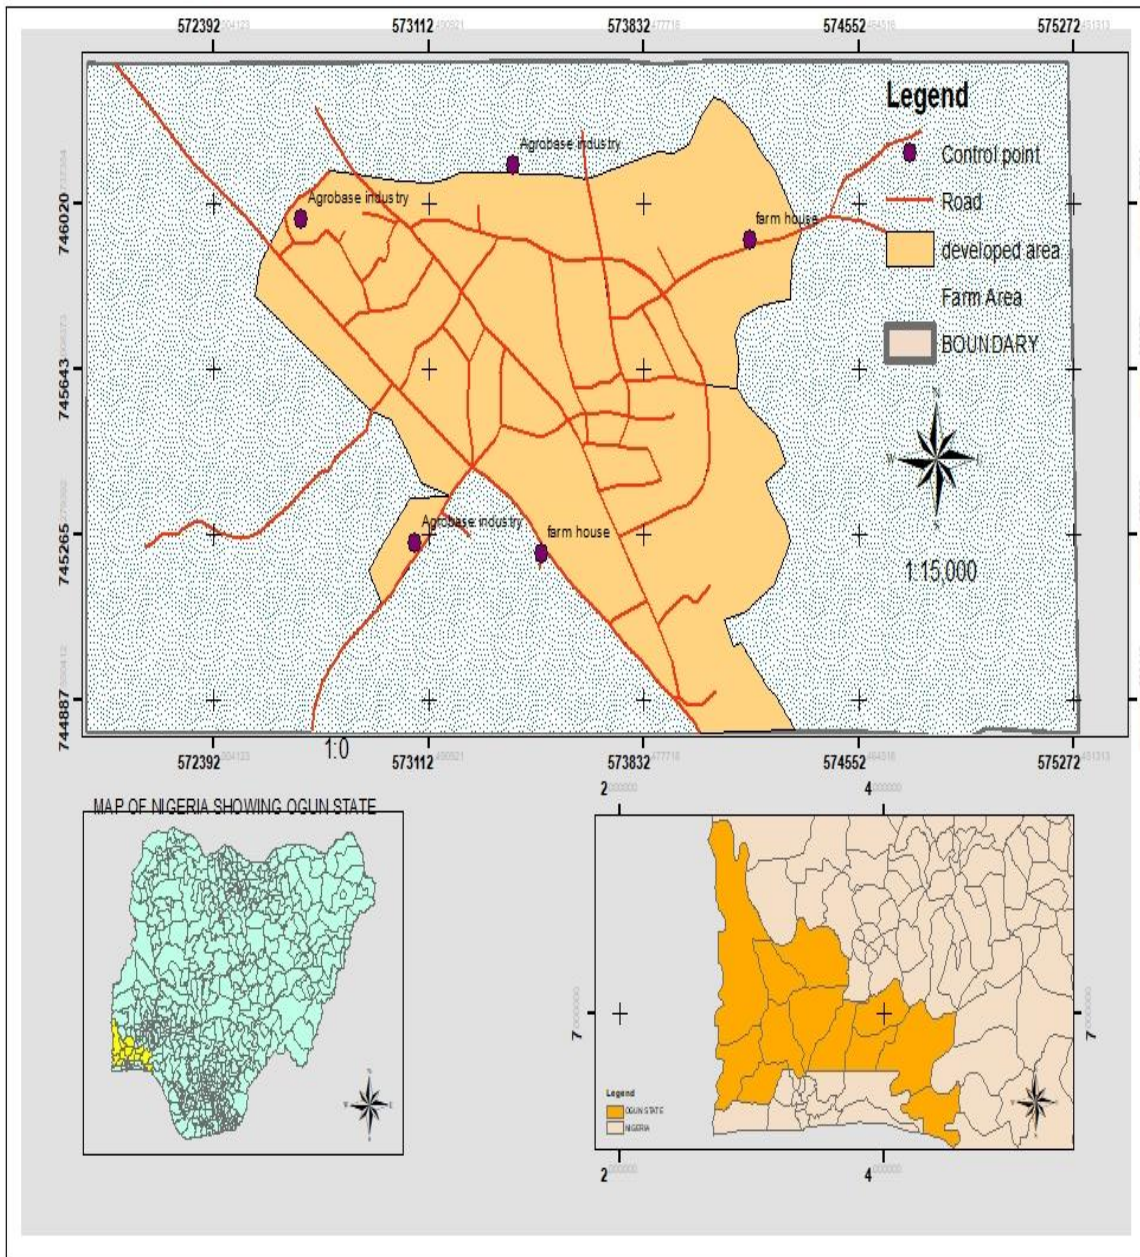 572392 573112 573832 574552 575272
Legend
Control point
Road
developed area
Farm Area
BOUNDARY
Agrobase industry
Agrobase industry
farm house
Agrobase industry
farm house
746020
745643
745265
744887
N
W
S
1:15,000
572392 573112 573832 574552 575272
1:0
MAP OF NIGERIA SHOWING OGUN STATE
2 4
7
7
Legend
OGUN STATE
NIGERIA
2 4